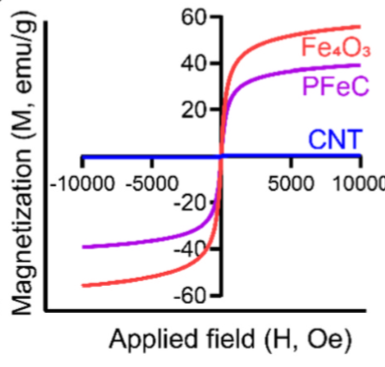 Magnetization (M, emu/g)
60
40
20
-20
-40
-60
Fe₄O₃
PFeC
CNT
-10000 -5000 5000 10000
Applied field (H, Oe)